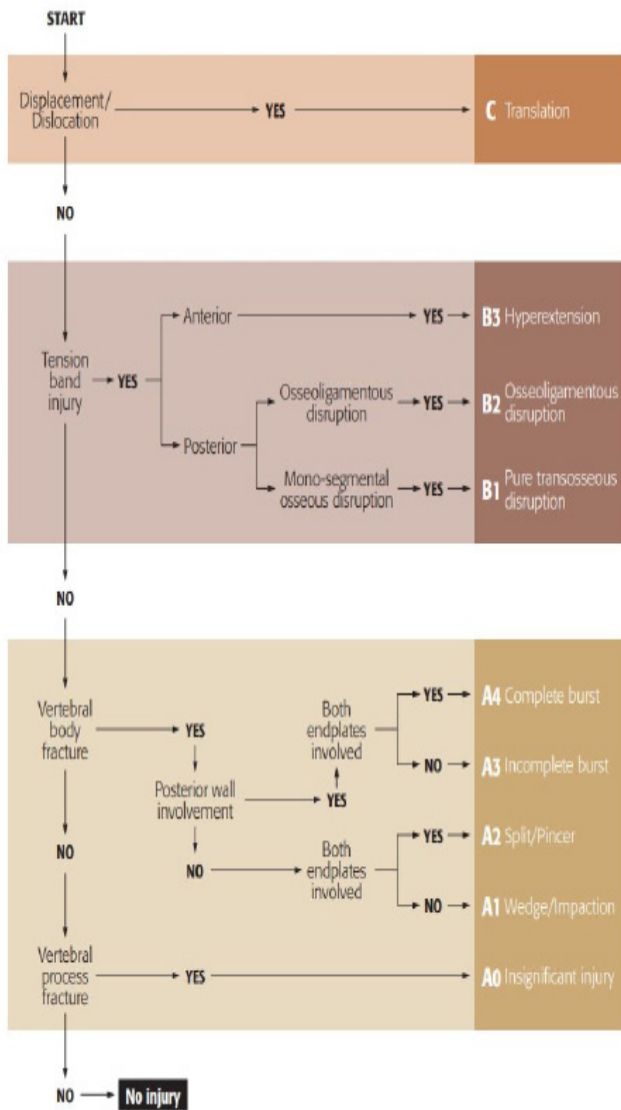 START
Displacement/
Dislocation
YES
C Translation
NO
Tension
band
injury
YES
Anterior
YES
B3 Hyperextension
Posterior
Osseoligamentous
disruption
YES
B2 Osseoligamentous
disruption
Mono-segmental
osseous disruption
YES
B1 Pure transosseous
disruption
NO
Vertebral
body
fracture
YES
Posterior wall
involvement
YES
Both
endplates
involved
YES
A4 Complete burst
NO
A3 Incomplete burst
NO
Both
endplates
involved
YES
A2 Split/Pincer
NO
A1 Wedge/Impaction
NO
Vertebral
process
fracture
YES
A0 Insignificant injury
NO
No injury